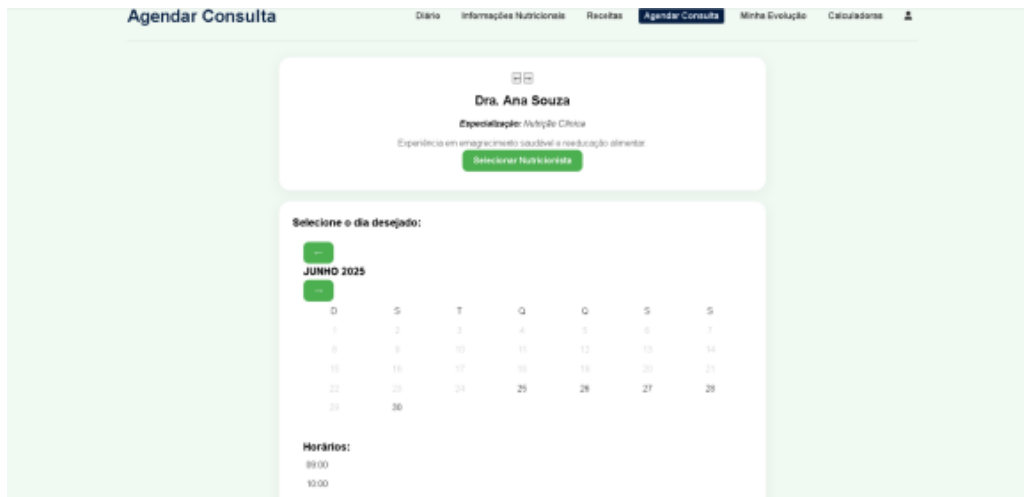 Agendar Consulta
Diário Informações Nutricionais Receitas Agendar Consulta Minha Evolução Calculadoras
← →
Dra. Ana Souza
Especialização: Nutrição Clínica
Experiência em emagrecimento saudável e reeducação alimentar
Selecionar Nutricionista
Selecione o dia desejado:
←
JUNHO 2025
→
D S T Q Q S S
1 2 3 4 5 6 7
8 9 10 11 12 13 14
15 16 17 18 19 20 21
22 23 24 25 26 27 28
29 30
Horários:
09:00
10:00